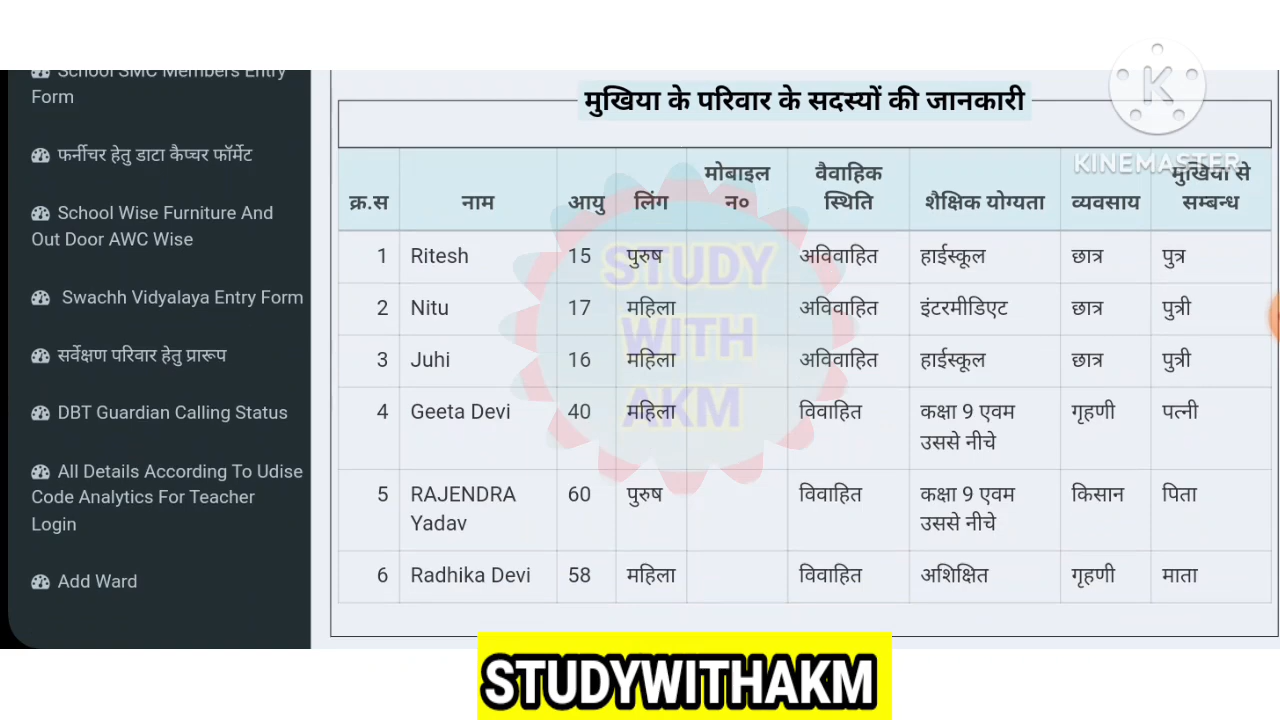 School SMC Members Entry
Form
फर्नीचर हेतु डाटा कैप्चर फॉर्मेट
School Wise Furniture And
Out Door AWC Wise
Swachh Vidyalaya Entry Form
सर्वेक्षण परिवार हेतु प्रारूप
DBT Guardian Calling Status
All Details According To Udise
Code Analytics For Teacher
Login
Add Ward
मुखिया के परिवार के सदस्यों की जानकारी
K
KINEMASTER
क्र.स नाम आयु लिंग मोबाइल न० वैवाहिक स्थिति शैक्षिक योग्यता व्यवसाय मुखिया से सम्बन्ध
1 Ritesh 15 पुरुष अविवाहित हाईस्कूल छात्र पुत्र
2 Nitu 17 महिला अविवाहित इंटरमीडिएट छात्र पुत्री
3 Juhi 16 महिला अविवाहित हाईस्कूल छात्र पुत्री
4 Geeta Devi 40 महिला विवाहित कक्षा 9 एवम उससे नीचे गृहणी पत्नी
5 RAJENDRA Yadav 60 पुरुष विवाहित कक्षा 9 एवम उससे नीचे किसान पिता
6 Radhika Devi 58 महिला विवाहित अशिक्षित गृहणी माता
STUDY
WITH
AKM
STUDYWITHAKM